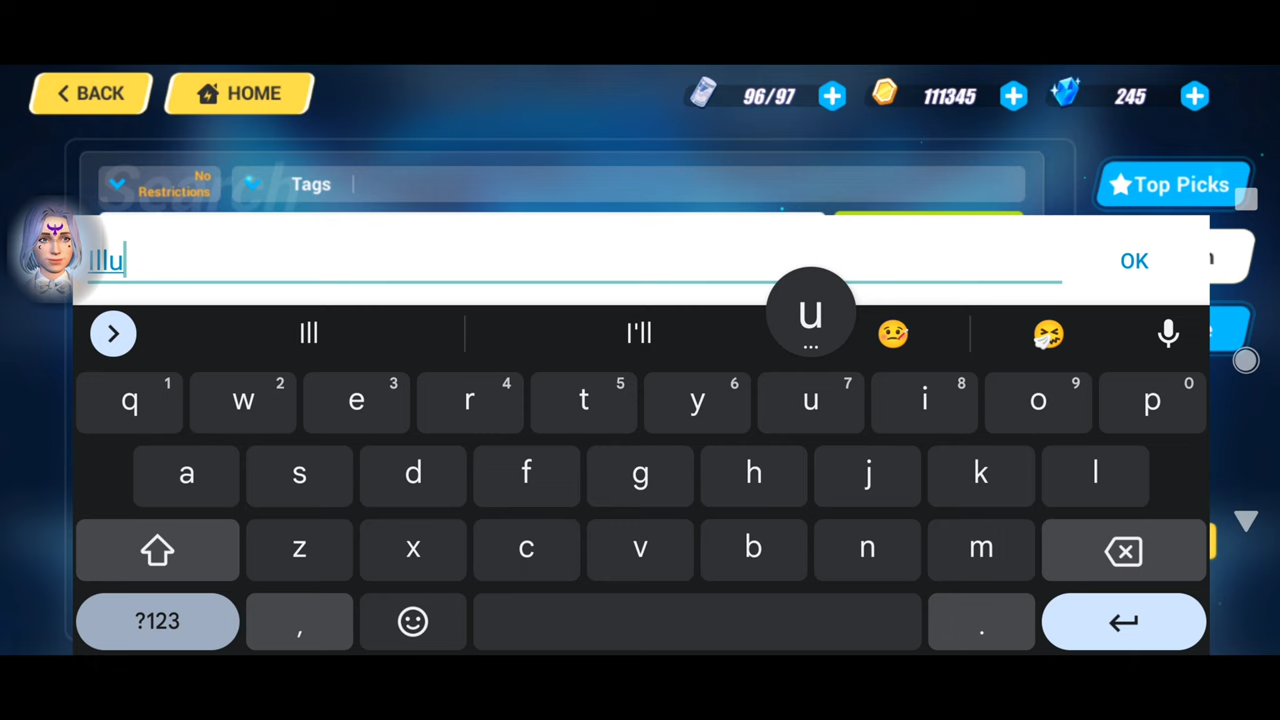 BACK
HOME
96/97
111345
245
Search
No
Restrictions
Tags
Top Picks
Illu
OK
Ill
I'll
u
...
1 2 3 4 5 6 7 8 9 0
q w e r t y u i o p
a s d f g h j k l
z x c v b n m
?123 , .